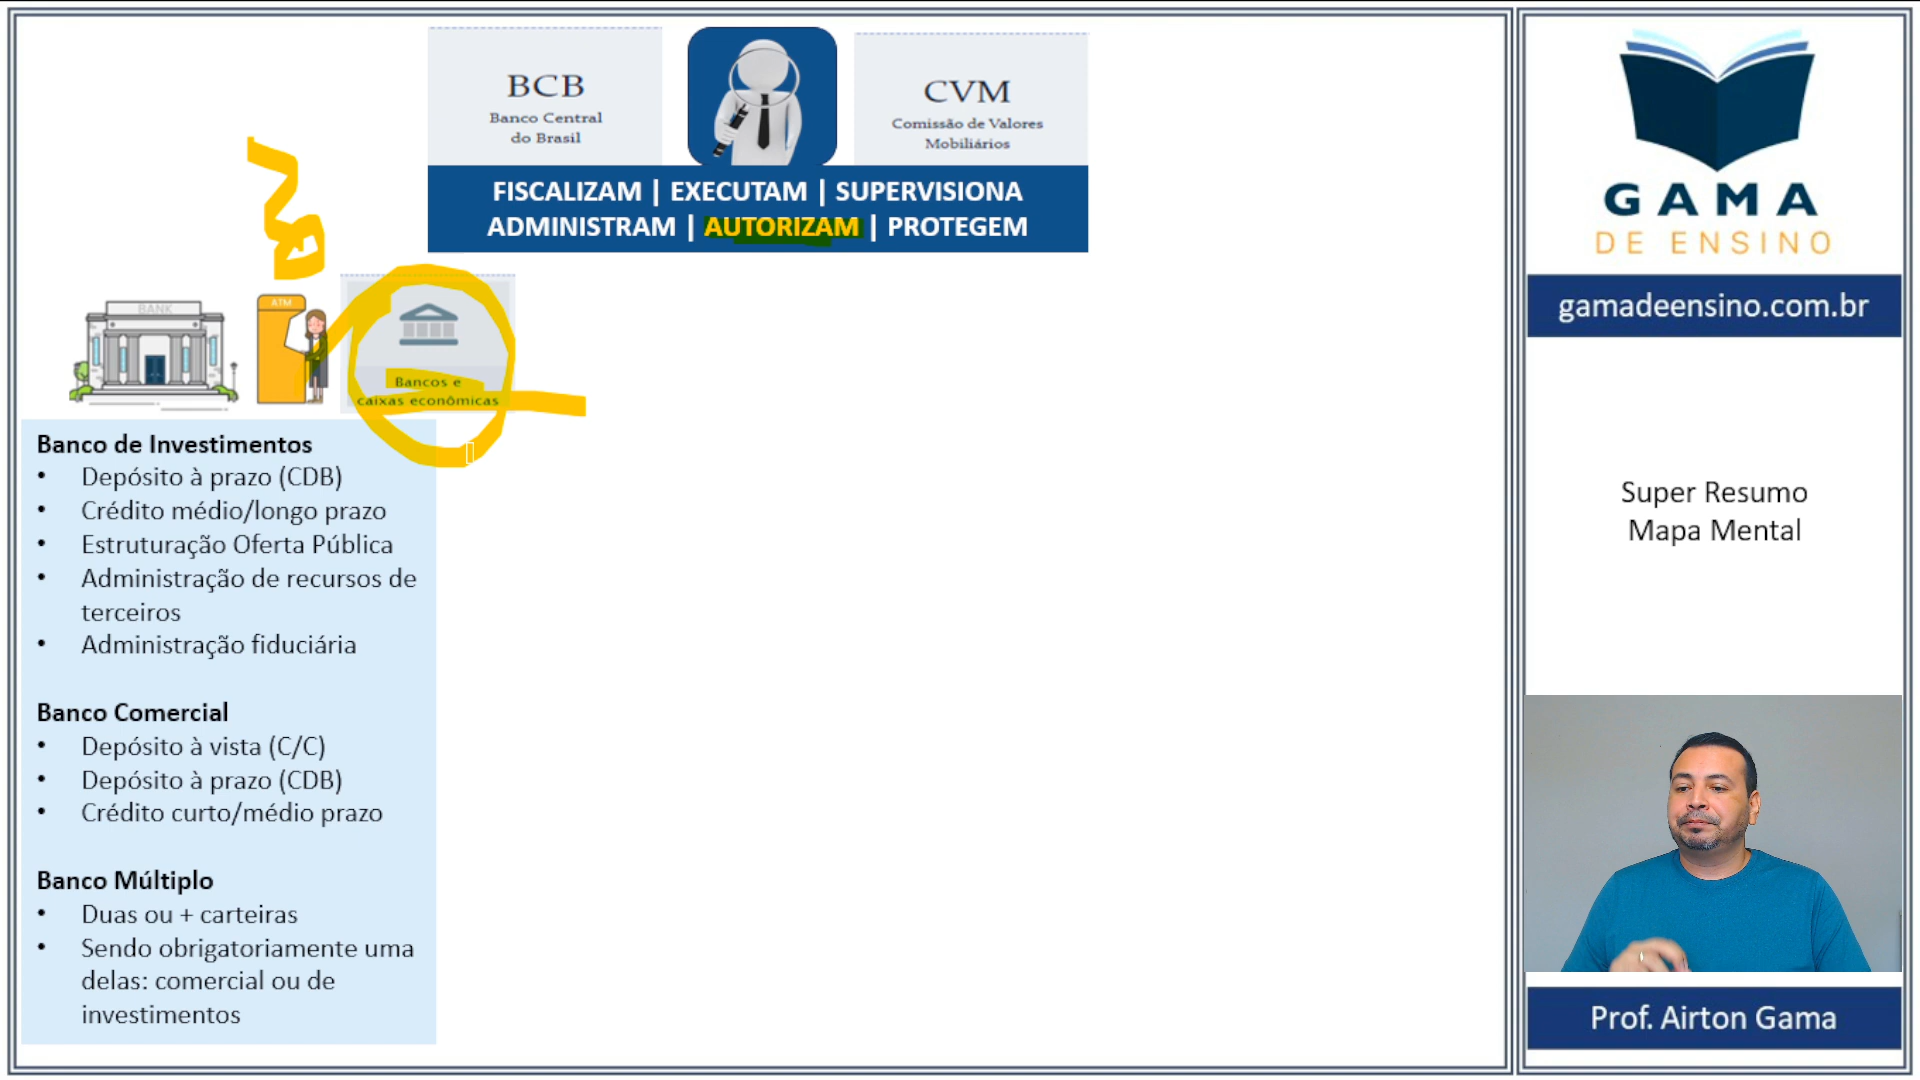 BCB
Banco Central
do Brasil
CVM
Comissão de Valores
Mobiliários
FISCALIZAM | EXECUTAM | SUPERVISIONA
ADMINISTRAM | AUTORIZAM | PROTEGEM
BANK
ATM
Bancos e
caixas econômicas
Banco de Investimentos
• Depósito à prazo (CDB)
• Crédito médio/longo prazo
• Estruturação Oferta Pública
• Administração de recursos de
terceiros
• Administração fiduciária
Banco Comercial
• Depósito à vista (C/C)
• Depósito à prazo (CDB)
• Crédito curto/médio prazo
Banco Múltiplo
• Duas ou + carteiras
• Sendo obrigatoriamente uma
delas: comercial ou de
investimentos
GAMA
DE ENSINO
gamadeensino.com.br
Super Resumo
Mapa Mental
Prof. Airton Gama